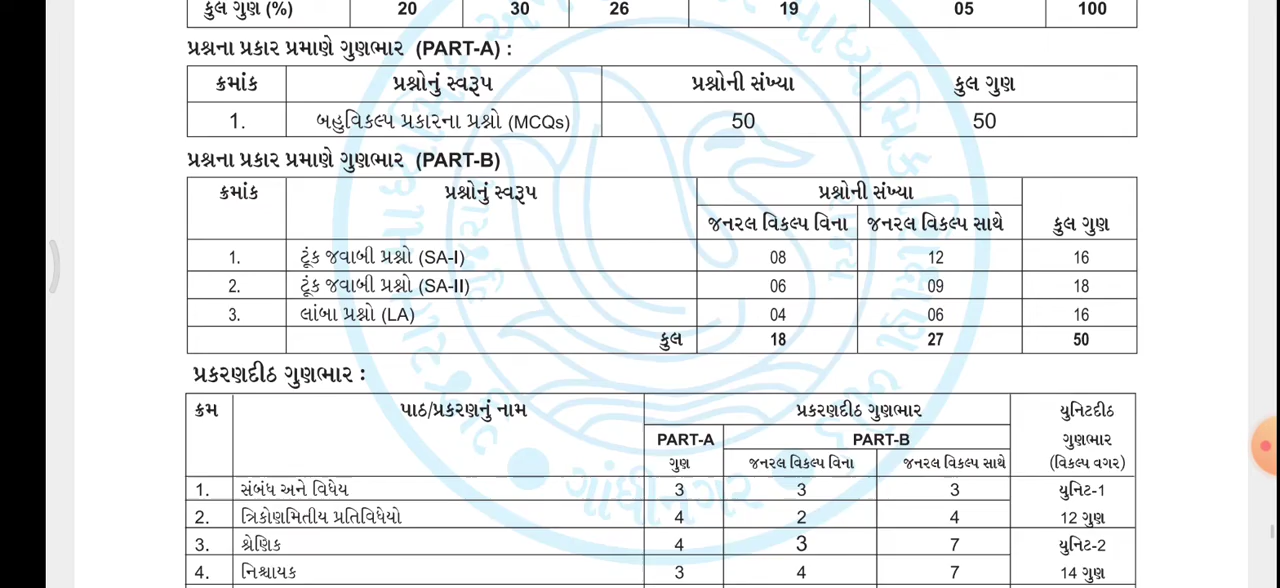 કુલ ગુણ (%) 20 30 26 19 05 100
પ્રશ્નના પ્રકાર પ્રમાણે ગુણભાર (PART-A) :
ક્રમાંક પ્રશ્નોનું સ્વરૂપ પ્રશ્નોની સંખ્યા કુલ ગુણ
1. બહુવિકલ્પ પ્રકારના પ્રશ્નો (MCQs) 50 50
પ્રશ્નના પ્રકાર પ્રમાણે ગુણભાર (PART-B)
ક્રમાંક પ્રશ્નોનું સ્વરૂપ પ્રશ્નોની સંખ્યા
જનરલ વિકલ્પ વિના જનરલ વિકલ્પ સાથે કુલ ગુણ
1. ટૂંક જવાબી પ્રશ્નો (SA-I) 08 12 16
2. ટૂંક જવાબી પ્રશ્નો (SA-II) 06 09 18
3. લાંબા પ્રશ્નો (LA) 04 06 16
કુલ 18 27 50
પ્રકરણદીઠ ગુણભાર :
ક્રમ પાઠ/પ્રકરણનું નામ પ્રકરણદીઠ ગુણભાર યુનિટદીઠ
PART-A PART-B ગુણભાર
ગુણ જનરલ વિકલ્પ વિના જનરલ વિકલ્પ સાથે (વિકલ્પ વગર)
1. સંબંધ અને વિધેય 3 3 3 યુનિટ-1
2. ત્રિકોણમિતીય પ્રતિવિધેયો 4 2 4 12 ગુણ
3. શ્રેણિક 4 3 7 યુનિટ-2
4. નિશ્ચાયક 3 4 7 14 ગુણ
ગાંધીનગર